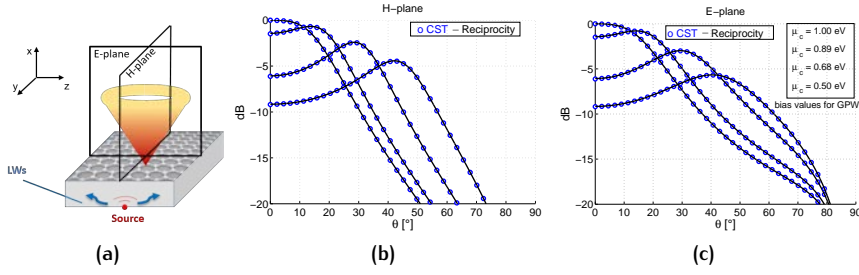 x
y
z
E-plane
H-plane
LWs
Source
(a)
H-plane
o CST – Reciprocity
dB
0
−5
−10
−15
−20
0 10 20 30 40 50 60 70 80 90
θ [°]
(b)
E-plane
o CST – Reciprocity
μc = 1.00 eV
μc = 0.89 eV
μc = 0.68 eV
μc = 0.50 eV
bias values for GPW
dB
0
−5
−10
−15
−20
0 10 20 30 40 50 60 70 80 90
θ [°]
(c)